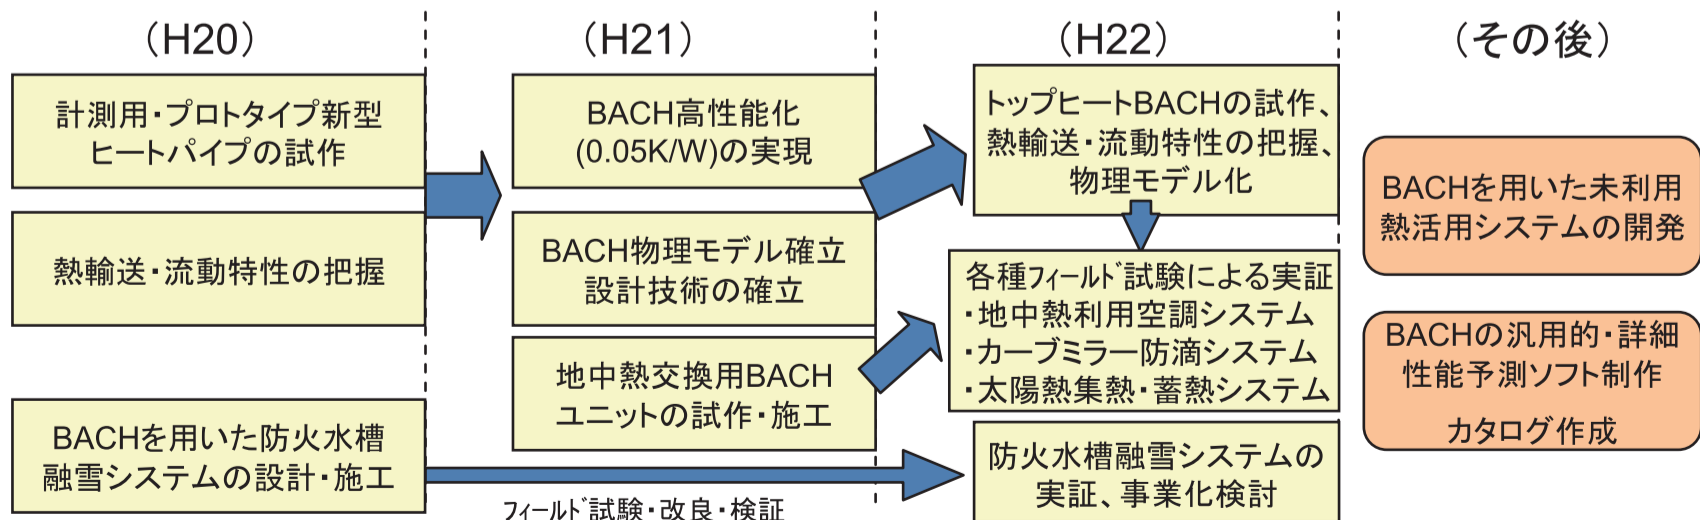 （H20）
計測用・プロトタイプ新型
ヒートパイプの試作
熱輸送・流動特性の把握
BACHを用いた防火水槽
融雪システムの設計・施工
（H21）
BACH高性能化
(0.05K/W)の実現
BACH物理モデル確立
設計技術の確立
地中熱交換用BACH
ユニットの試作・施工
フィールド試験・改良・検証
（H22）
トップヒートBACHの試作、
熱輸送・流動特性の把握、
物理モデル化
各種フィールド試験による実証
・地中熱利用空調システム
・カーブミラー防滴システム
・太陽熱集熱・蓄熱システム
防火水槽融雪システムの
実証、事業化検討
（その後）
BACHを用いた未利用
熱活用システムの開発
BACHの汎用的・詳細
性能予測ソフト制作
カタログ作成